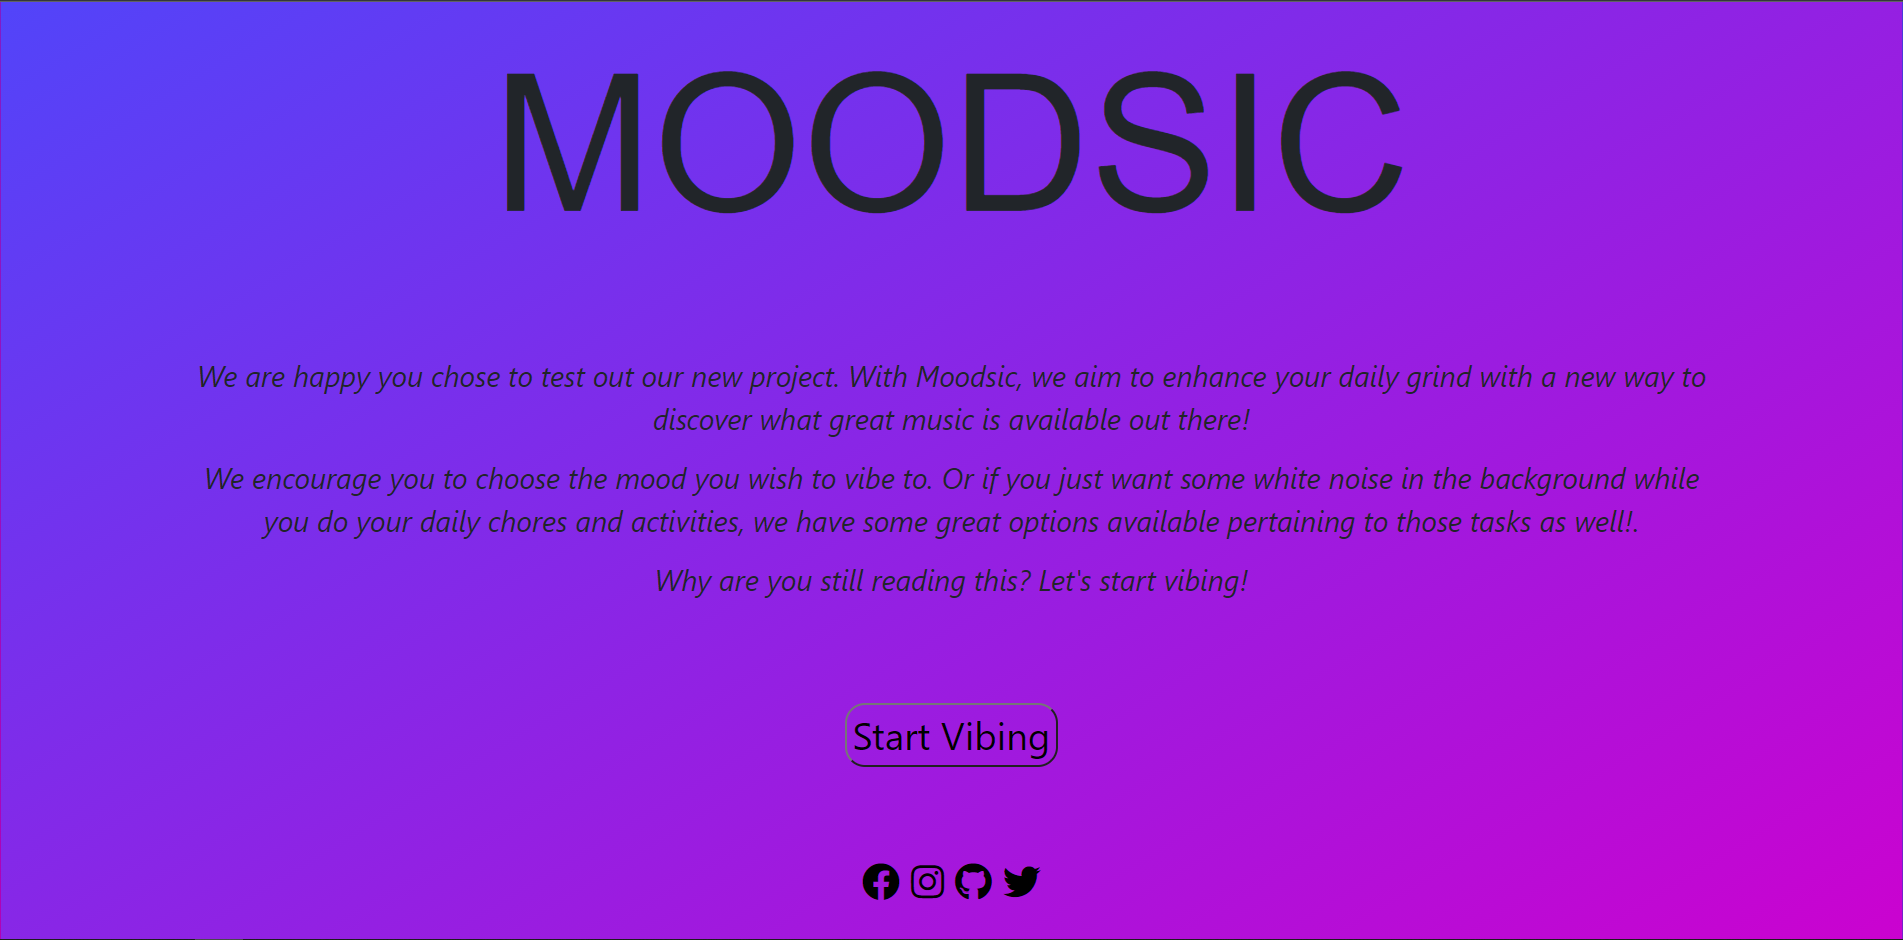 MOODSIC
We are happy you chose to test out our new project. With Moodsic, we aim to enhance your daily grind with a new way to
discover what great music is available out there!
We encourage you to choose the mood you wish to vibe to. Or if you just want some white noise in the background while
you do your daily chores and activities, we have some great options available pertaining to those tasks as well!.
Why are you still reading this? Let's start vibing!
Start Vibing